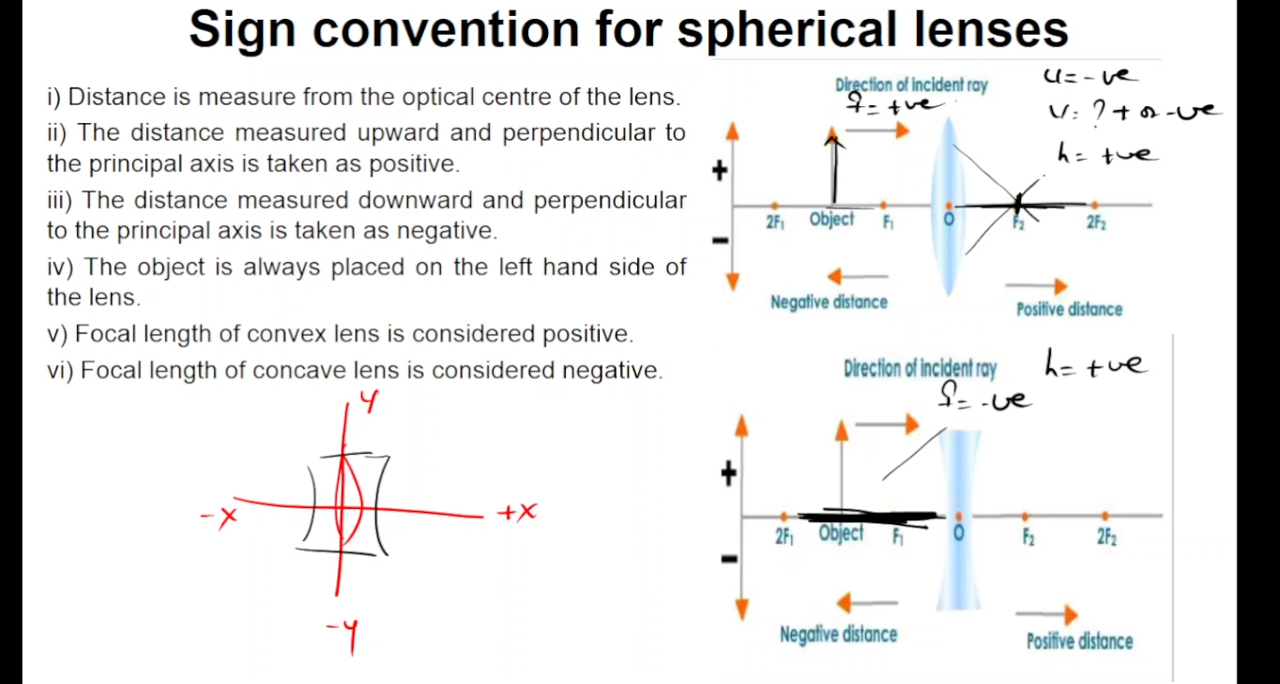 Sign convention for spherical lenses
i) Distance is measure from the optical centre of the lens.
ii) The distance measured upward and perpendicular to
the principal axis is taken as positive.
iii) The distance measured downward and perpendicular
to the principal axis is taken as negative.
iv) The object is always placed on the left hand side of
the lens.
v) Focal length of convex lens is considered positive.
vi) Focal length of concave lens is considered negative.
y
-x
+x
-y
Direction of incident ray
f= +ve
u= -ve
v: ? + or -ve
h= +ve
+
2F₁
Object
F₁
O
F₂
2F₂
-
Negative distance
Positive distance
Direction of incident ray
h= +ve
f= -ve
+
2F₁
Object
F₁
O
F₂
2F₂
-
Negative distance
Positive distance